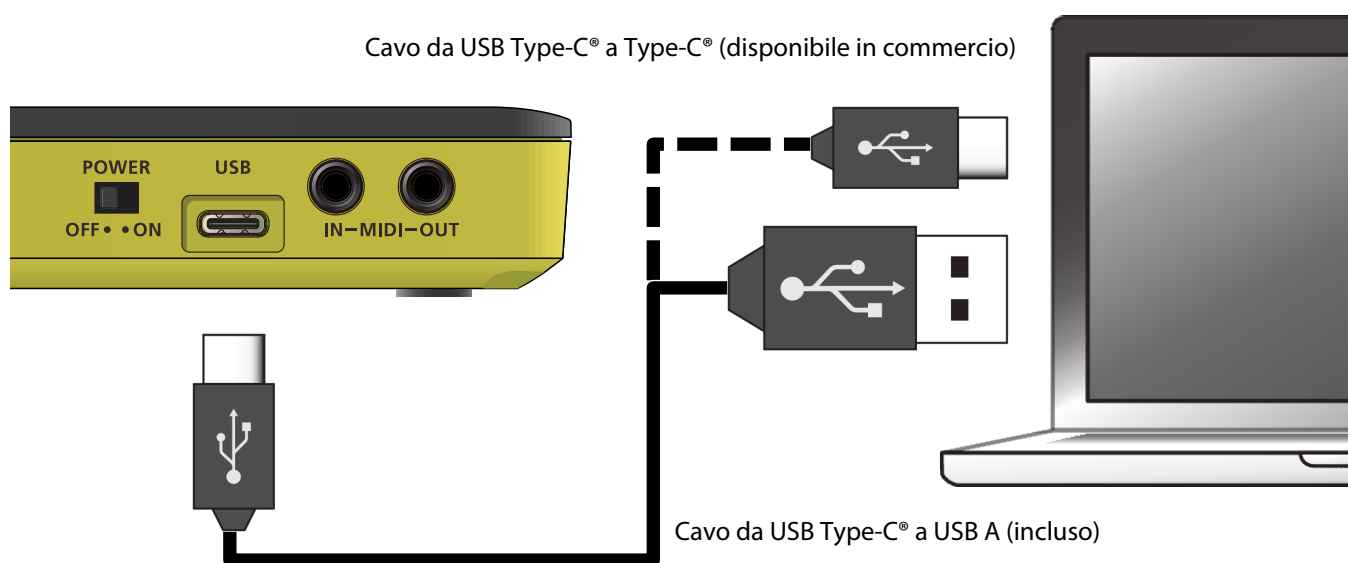 Cavo da USB Type-C® a Type-C® (disponibile in commercio)
POWER
USB
OFF• •ON
IN–MIDI–OUT
Cavo da USB Type-C® a USB A (incluso)